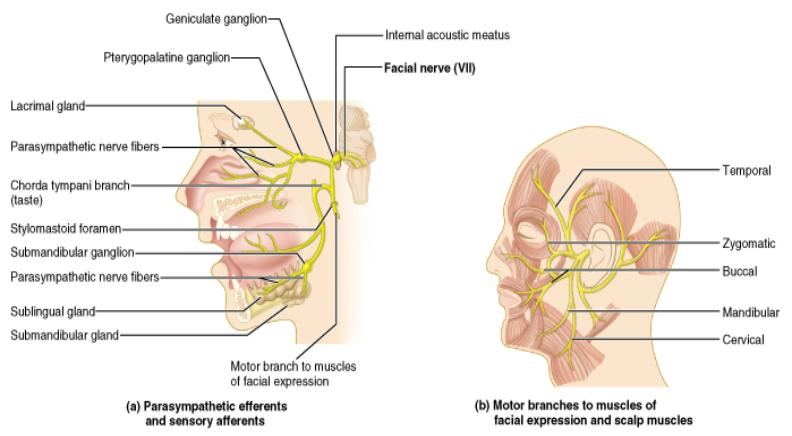 Geniculate ganglion
Internal acoustic meatus
Pterygopalatine ganglion
Facial nerve (VII)
Lacrimal gland
Parasympathetic nerve fibers
Chorda tympani branch
(taste)
Stylomastoid foramen
Submandibular ganglion
Parasympathetic nerve fibers
Sublingual gland
Submandibular gland
Motor branch to muscles
of facial expression
(a) Parasympathetic efferents
and sensory afferents
Temporal
Zygomatic
Buccal
Mandibular
Cervical
(b) Motor branches to muscles of
facial expression and scalp muscles